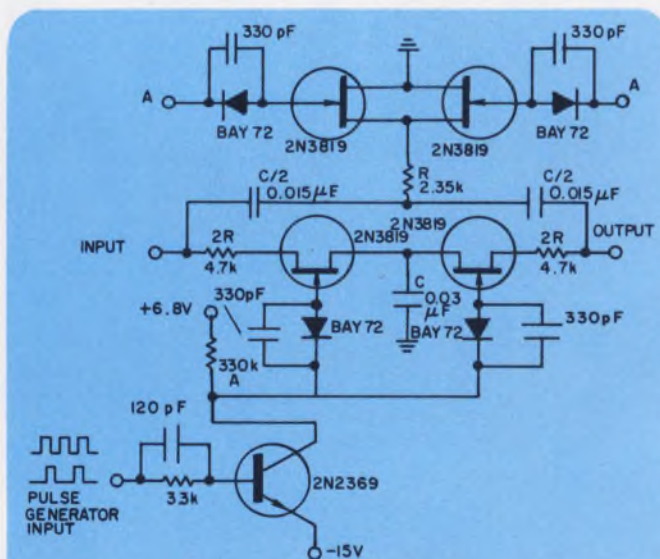 330 pF
330 pF
A
A
BAY 72
BAY 72
2N3819
2N3819
R
2.35k
C/2
0.015µF
C/2
0.015µF
2N3819
2N3819
INPUT
2R
4.7k
2R
4.7k
OUTPUT
C
0.03
µF
+6.8V
330pF
BAY 72
BAY 72
330pF
330k
A
120 pF
3.3k
2N2369
PULSE
GENERATOR
INPUT
-15V